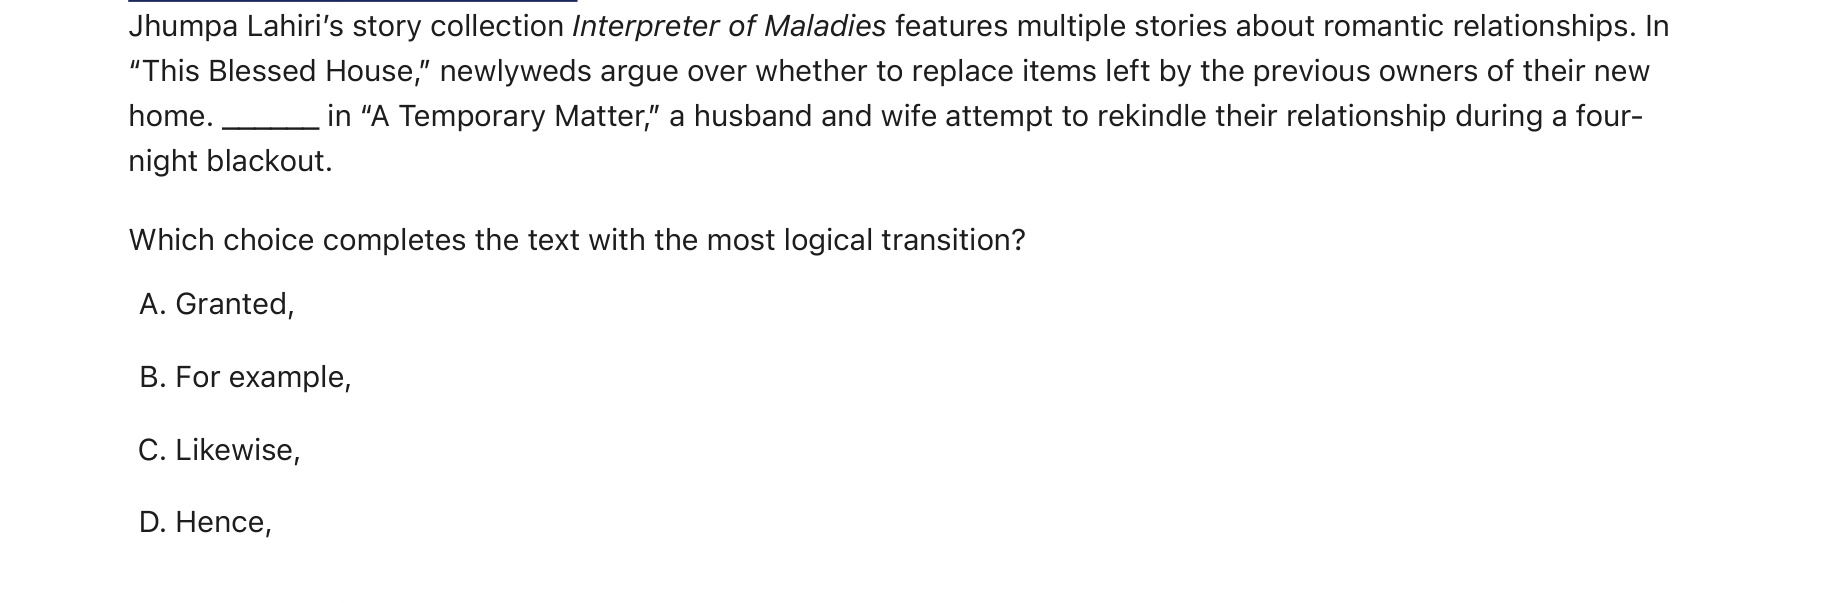 Jhumpa Lahiri’s story collection Interpreter of Maladies features multiple stories about romantic relationships. In
“This Blessed House,” newlyweds argue over whether to replace items left by the previous owners of their new
home. ______ in “A Temporary Matter,” a husband and wife attempt to rekindle their relationship during a four-
night blackout.
Which choice completes the text with the most logical transition?
A. Granted,
B. For example,
C. Likewise,
D. Hence,